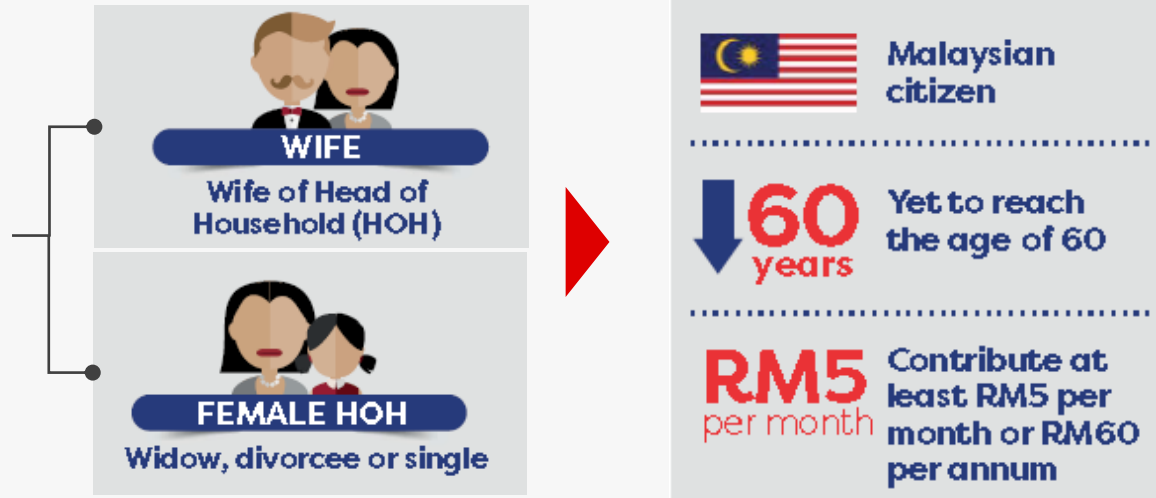 WIFE
Wife of Head of
Household (HOH)
FEMALE HOH
Widow, divorcee or single
Malaysian
citizen
60
years
Yet to reach
the age of 60
RM5
per month
Contribute at
least RM5 per
month or RM60
per annum